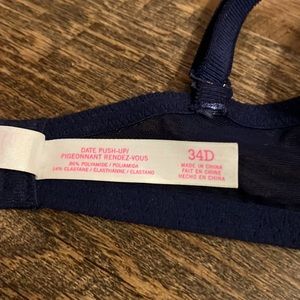 DATE PUSH-UP/
PIGEONNANT RENDEZ-VOUS
86% POLYAMIDE / POLIAMIDA
14% ELASTANE / ÉLASTHANNE / ELASTANO
34D
MADE IN CHINA
FAIT EN CHINE
HECHO EN CHINA